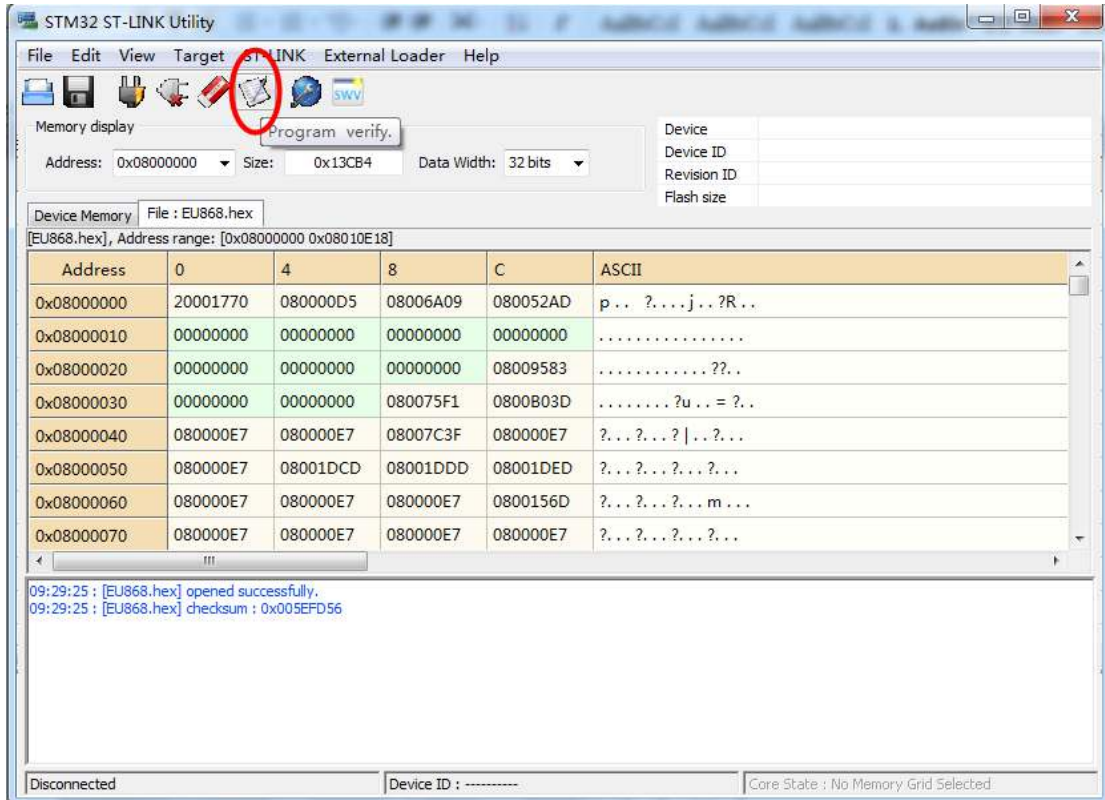 STM32 ST-LINK Utility
File Edit View Target ST-LINK External Loader Help
SWV
Program verify.
Memory display
Address: 0x08000000 Size: 0x13CB4 Data Width: 32 bits
Device
Device ID
Revision ID
Flash size
Device Memory File : EU868.hex
[EU868.hex], Address range: [0x08000000 0x08010E18]
Address 0 4 8 C ASCII
0x08000000 20001770 080000D5 08006A09 080052AD p.. ?....j..?R..
0x08000010 00000000 00000000 00000000 00000000 ................
0x08000020 00000000 00000000 00000000 08009583 ............??..
0x08000030 00000000 00000000 080075F1 0800B03D ........?u..=?..
0x08000040 080000E7 080000E7 08007C3F 080000E7 ?...?...?|..?...
0x08000050 080000E7 08001DCD 08001DDD 08001DED ?...?...?...?...
0x08000060 080000E7 080000E7 080000E7 0800156D ?...?...?...m...
0x08000070 080000E7 080000E7 080000E7 080000E7 ?...?...?...?...
09:29:25 : [EU868.hex] opened successfully.
09:29:25 : [EU868.hex] checksum : 0x005EFD56
Disconnected Device ID : ---------- Core State : No Memory Grid Selected